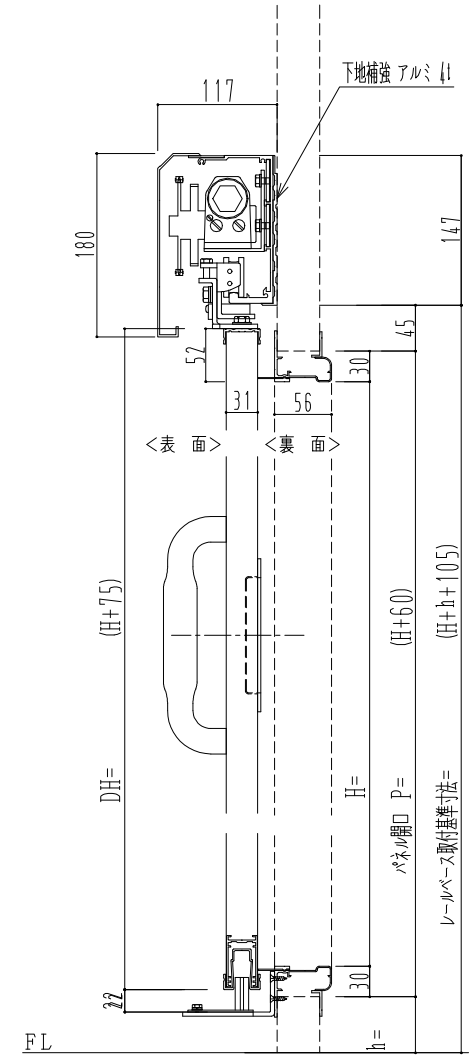 下地補強 アルミ 4t
117
180
147
45
52
30
31
56
<表 面>
<裏 面>
(H+75)
DH=
(H+60)
パネル開口 P=
(H+h+105)
レールベース取付基準寸法=
H=
30
h=
FL